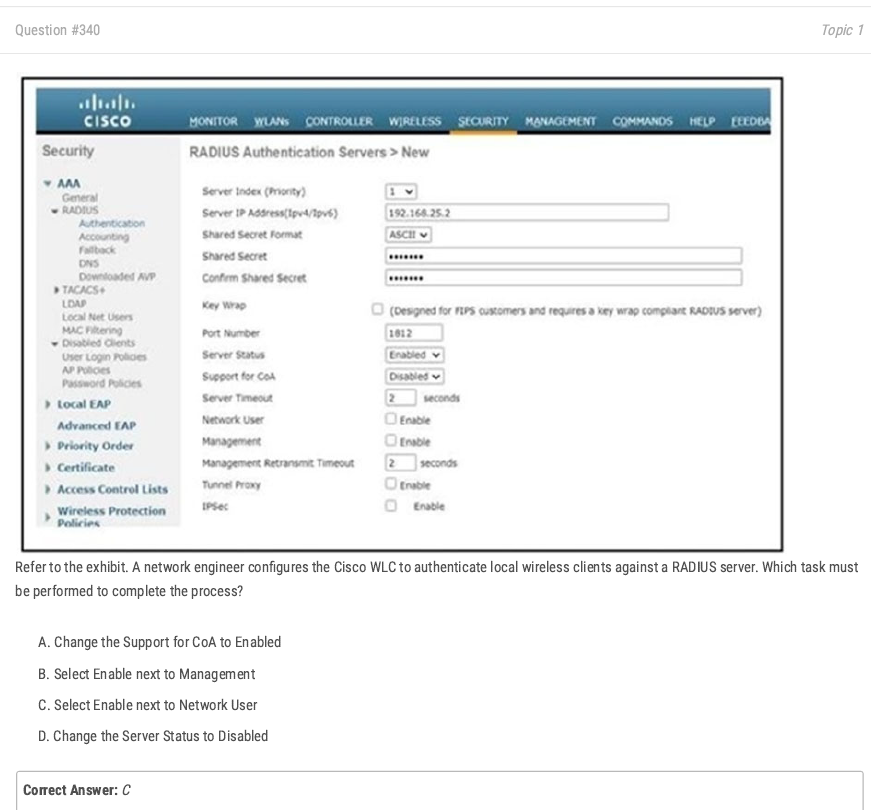 Question #340 Topic 1
CISCO
MONITOR WLANs CONTROLLER WIRELESS SECURITY MANAGEMENT COMMANDS HELP FEEDBA
Security
RADIUS Authentication Servers > New
AAA
General
RADIUS
Authentication
Accounting
Fallback
DNS
Downloaded AVP
TACACS+
LDAP
Local Net Users
MAC Filtering
Disabled Clients
User Login Policies
AP Policies
Password Policies
Local EAP
Advanced EAP
Priority Order
Certificate
Access Control Lists
Wireless Protection
Policies
Server Index (Priority) 1
Server IP Address(Ipv4/Ipv6) 192.168.25.2
Shared Secret Format ASCII
Shared Secret •••••••
Confirm Shared Secret •••••••
Key Wrap (Designed for FIPS customers and requires a key wrap compliant RADIUS server)
Port Number 1812
Server Status Enabled
Support for CoA Disabled
Server Timeout 2 seconds
Network User Enable
Management Enable
Management Retransmit Timeout 2 seconds
Tunnel Proxy Enable
IPSec Enable
Refer to the exhibit. A network engineer configures the Cisco WLC to authenticate local wireless clients against a RADIUS server. Which task must
be performed to complete the process?
A. Change the Support for CoA to Enabled
B. Select Enable next to Management
C. Select Enable next to Network User
D. Change the Server Status to Disabled
Correct Answer: C